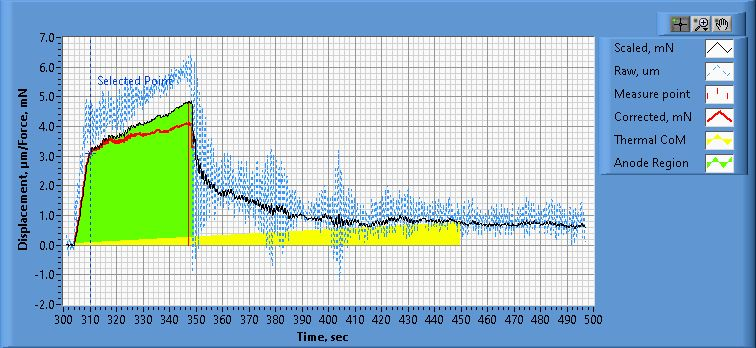 Scaled, mN
Raw, um
Measure point
Corrected, mN
Thermal CoM
Anode Region
Displacement, µm/Force, mN
7.0
6.0
5.0
4.0
3.0
2.0
1.0
0.0
-1.0
-2.0
Selected Point
300 310 320 330 340 350 360 370 380 390 400 410 420 430 440 450 460 470 480 490 500
Time, sec